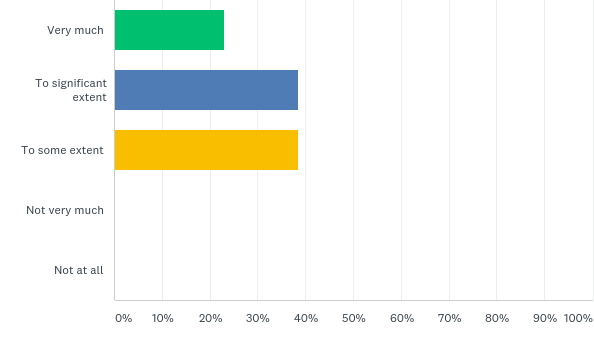 Very much
To significant
extent
To some extent
Not very much
Not at all
0% 10% 20% 30% 40% 50% 60% 70% 80% 90% 100%